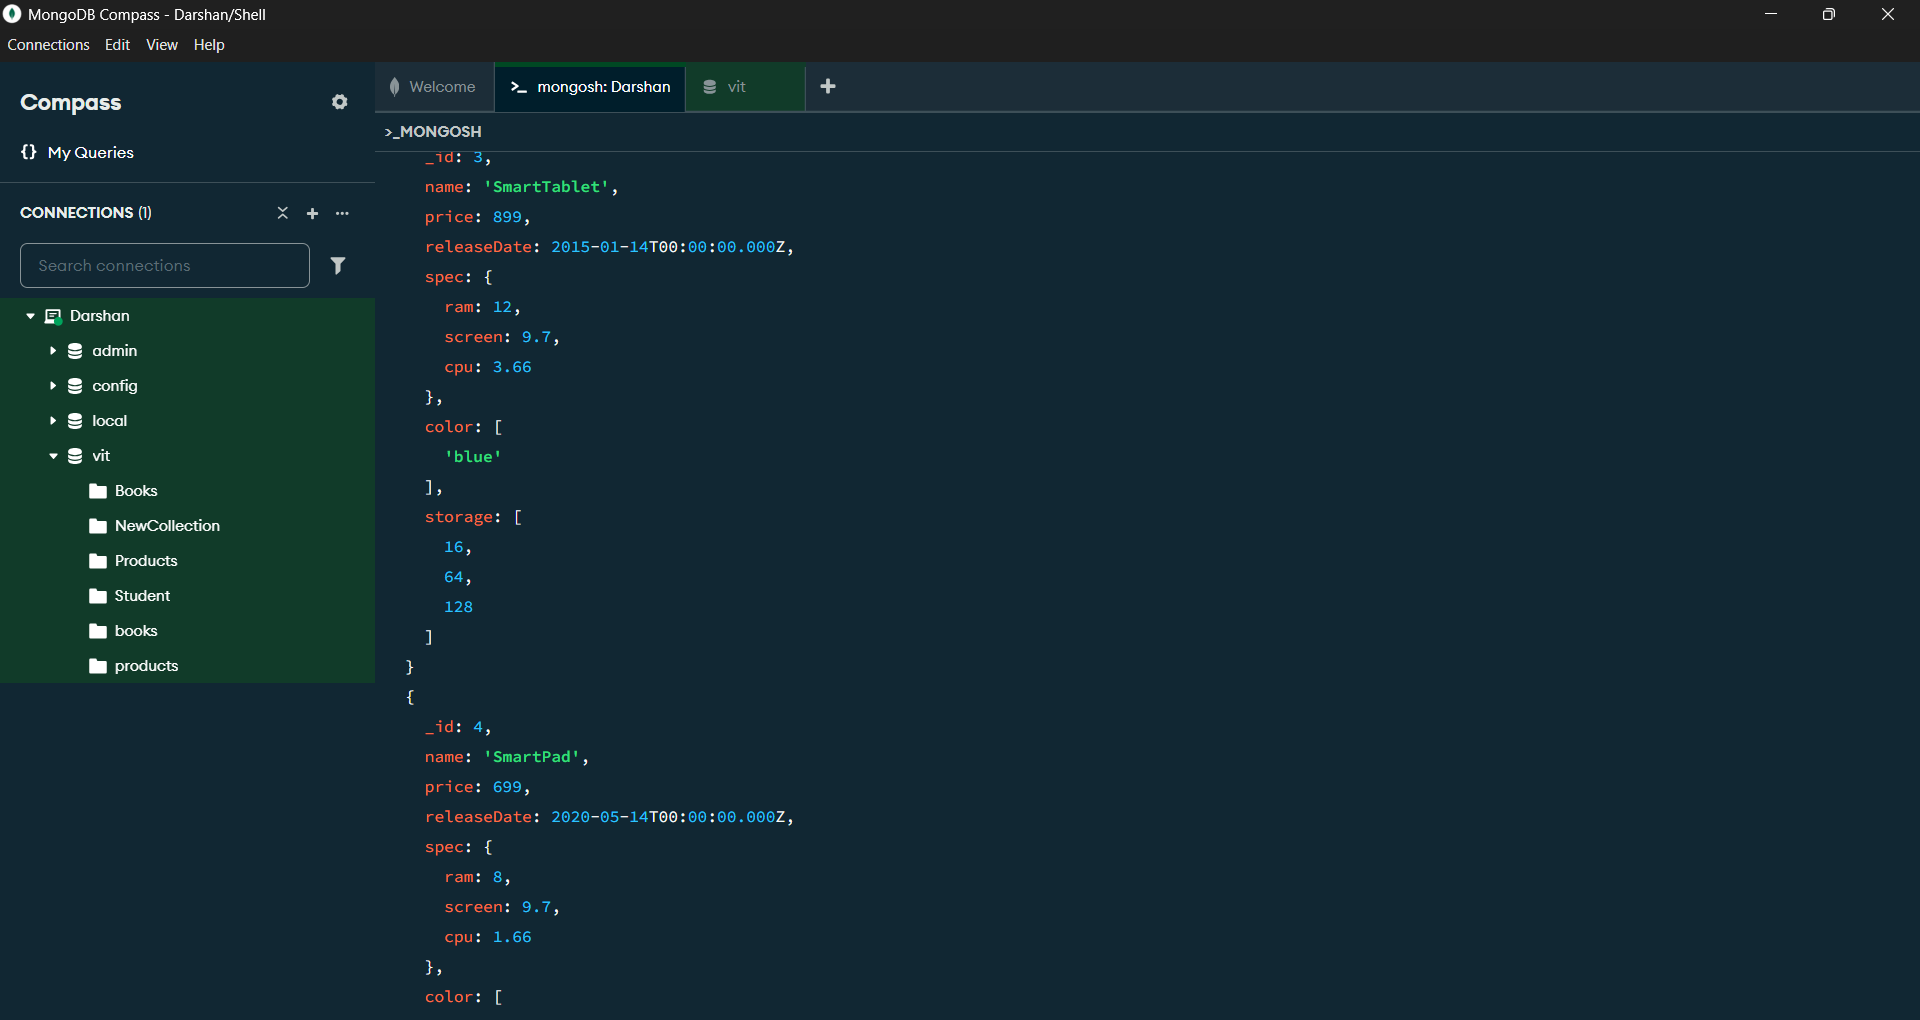 MongoDB Compass - Darshan/Shell
Connections Edit View Help
Compass
{} My Queries
CONNECTIONS (1)
Search connections
Darshan
admin
config
local
vit
Books
NewCollection
Products
Student
books
products
Welcome
>_ mongosh: Darshan
vit
>_MONGOSH
_id: 3,
name: 'SmartTablet',
price: 899,
releaseDate: 2015-01-14T00:00:00.000Z,
spec: {
ram: 12,
screen: 9.7,
cpu: 3.66
},
color: [
'blue'
],
storage: [
16,
64,
128
]
}
{
_id: 4,
name: 'SmartPad',
price: 699,
releaseDate: 2020-05-14T00:00:00.000Z,
spec: {
ram: 8,
screen: 9.7,
cpu: 1.66
},
color: [